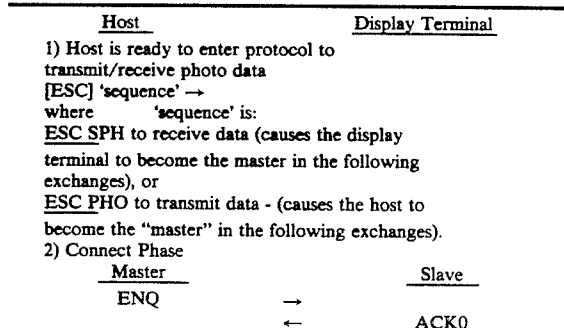 Host Display Terminal
1) Host is ready to enter protocol to
transmit/receive photo data
[ESC] 'sequence' →
where 'sequence' is:
ESC SPH to receive data (causes the display
terminal to become the master in the following
exchanges), or
ESC PHO to transmit data - (causes the host to
become the “master” in the following exchanges).
2) Connect Phase
Master Slave
ENQ →
← ACK0